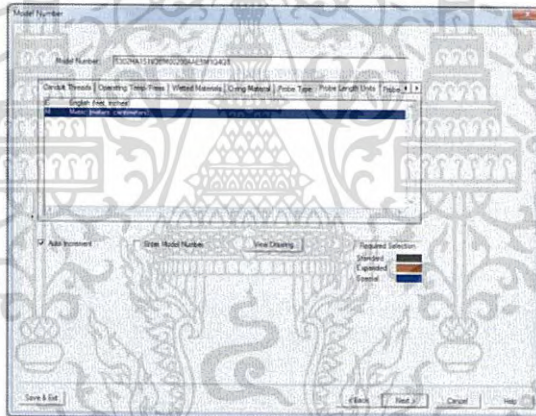 Model Number
Model Number:
Conduit Threads | Operating Temp/Press | Wetted Materials | O-ring Material | Probe Type | Probe Length Units | Probe
E English (feet, inches)
M Metric (meters, centimeters)
Auto Increment
Enter Model Number
View Drawing
Required Selection
Standard
Expanded
Special
Save & Exit
< Back
Next >
Cancel
Help